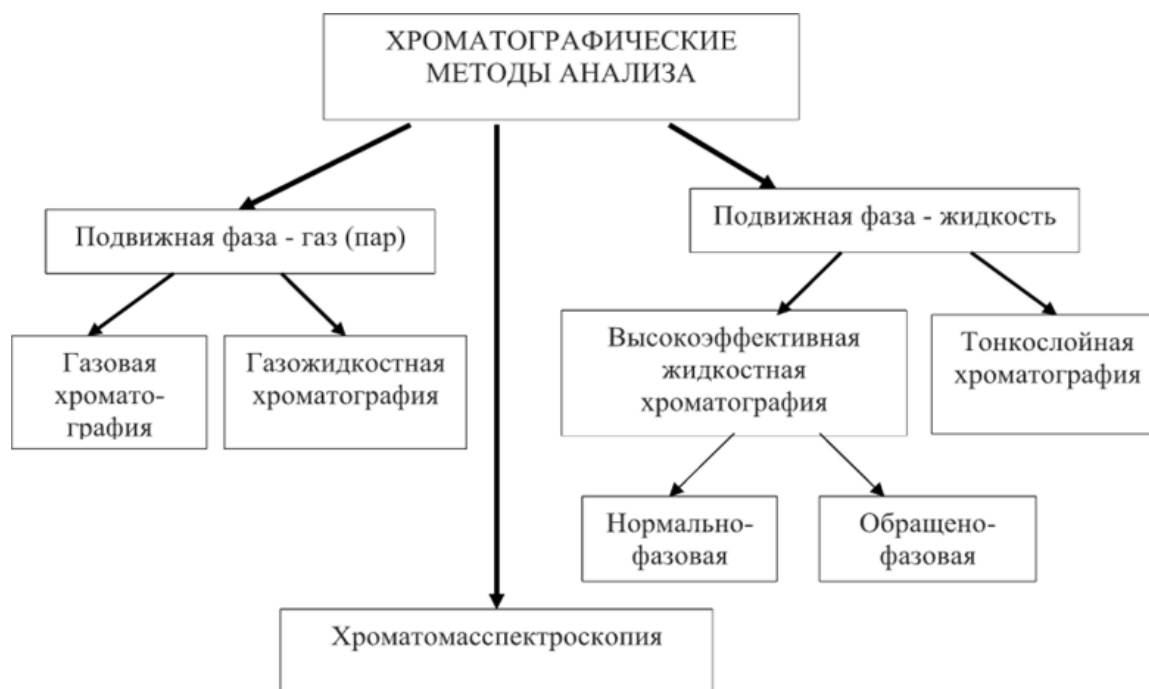 ХРОМАТОГРАФИЧЕСКИЕ
МЕТОДЫ АНАЛИЗА
Подвижная фаза - газ (пар)
Подвижная фаза - жидкость
Газовая
хромато-
графия
Газожидкостная
хроматография
Высокоэффективная
жидкостная
хроматография
Тонкослойная
хроматография
Нормально-
фазовая
Обращено-
фазовая
Хроматомасспектроскопия